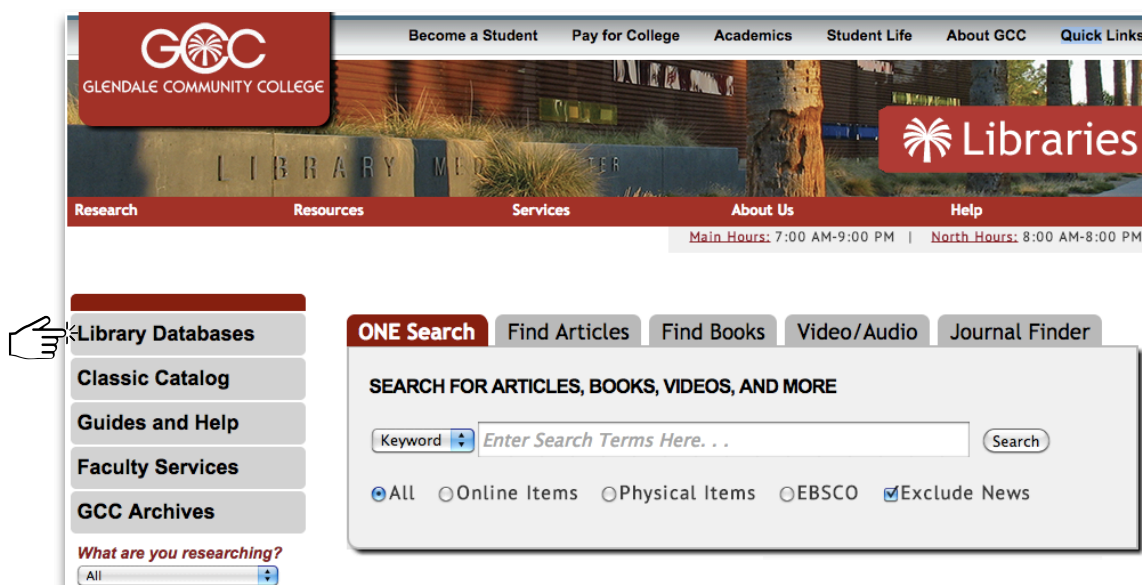 GCC
GLENDALE COMMUNITY COLLEGE
Become a Student Pay for College Academics Student Life About GCC Quick Links
LIBRARY
Libraries
Research Resources Services About Us Help
Main Hours: 7:00 AM-9:00 PM | North Hours: 8:00 AM-8:00 PM
Library Databases
Classic Catalog
Guides and Help
Faculty Services
GCC Archives
What are you researching?
All
ONE Search Find Articles Find Books Video/Audio Journal Finder
SEARCH FOR ARTICLES, BOOKS, VIDEOS, AND MORE
Keyword Enter Search Terms Here. . . Search
All Online Items Physical Items EBSCO Exclude News